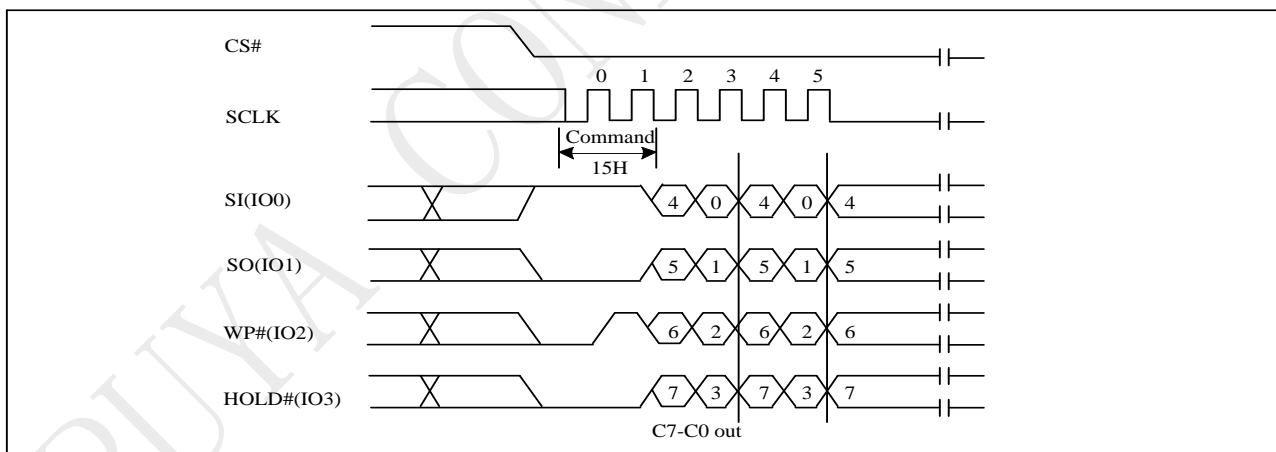 CS#
0 1 2 3 4 5
SCLK
Command
15H
SI(IO0) 4 0 4 0 4
SO(IO1) 5 1 5 1 5
WP#(IO2) 6 2 6 2 6
HOLD#(IO3) 7 3 7 3 7
C7-C0 out
PUYA CON